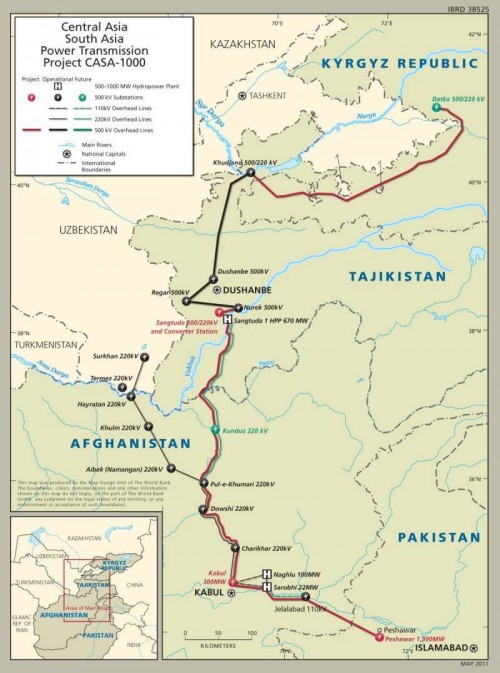 IBRD 38525
Central Asia
South Asia
Power Transmission
Project CASA-1000
Project Operational Future
500–1000 MW Hydropower Plant
500 kV Substations
110kV Overhead Lines
220kV Overhead Lines
500 kV Overhead Lines
Main Rivers
National Capitals
International
Boundaries
70°E
72°E
KAZAKHSTAN
KYRGYZ REPUBLIC
TASHKENT
Syr Darya
Naryn
Datka 500/220 kV
Khudjand 500/220 kV
40°N
40°N
UZBEKISTAN
Dushanbe 500kV
DUSHANBE
TAJIKISTAN
Regar 500kV
Nurek 500kV
Sangtuda 500/220kV
and Convertor Station
Sangtuda 1 HPP 670 MW
38°N
38°N
TURKMENISTAN
Amu Darya
Vakhsh
Surkhan 220kV
Termez 220kV
Hayratan 220kV
Khulm 220kV
Kunduz 220 kV
AFGHANISTAN
Aibek (Namangan) 220kV
Pul-e-Khumari 220kV
36°N
Dowshi 220kV
This map was produced by the Map Design Unit of The World Bank.
The boundaries, colors, denominations and any other information
shown on this map do not imply, on the part of The World Bank
Group, any judgment on the legal status of any territory, or any
endorsement or acceptance of such boundaries.
PAKISTAN
Charikhar 220kV
Kabul
300MW
Naghlu 100MW
Sarobhi 22MW
KABUL
Jelalabad 110kV
Peshawar
Peshawar 1,300MW
ISLAMABAD
0 50 100
KILOMETERS
72°E
KAZAKHSTAN
UZBEKISTAN
KYRGYZ
REPUBLIC
TURKMENISTAN
TAJIKISTAN
CHINA
Area of Main Map
AFGHANISTAN
ISLAMIC
REP. OF
IRAN
PAKISTAN
INDIA
MAY 2011